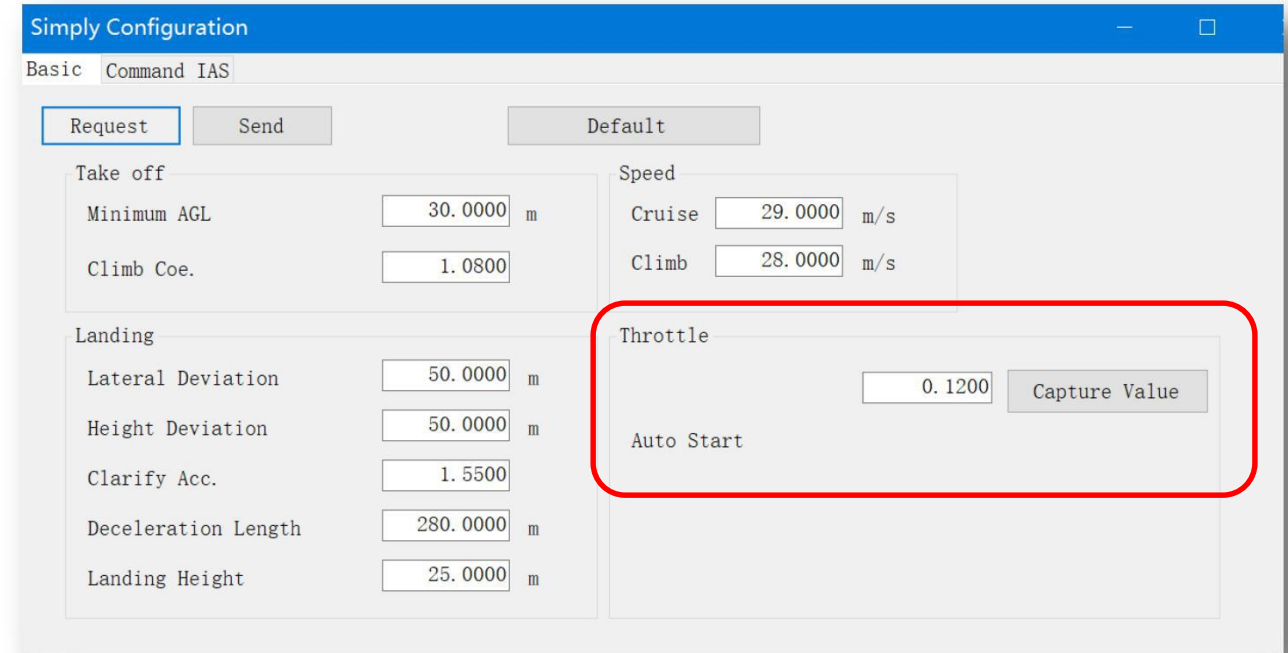 Simply Configuration
Basic Command IAS
Request Send Default
Take off
Minimum AGL 30.0000 m
Climb Coe. 1.0800
Speed
Cruise 29.0000 m/s
Climb 28.0000 m/s
Landing
Lateral Deviation 50.0000 m
Height Deviation 50.0000 m
Clarify Acc. 1.5500
Deceleration Length 280.0000 m
Landing Height 25.0000 m
Throttle
0.1200 Capture Value
Auto Start